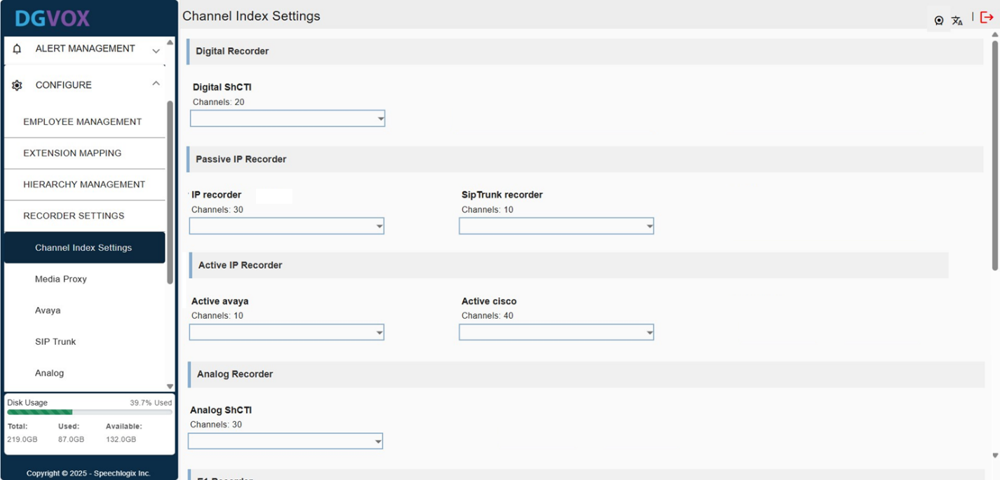 DGVOX
Channel Index Settings
ALERT MANAGEMENT
CONFIGURE
EMPLOYEE MANAGEMENT
EXTENSION MAPPING
HIERARCHY MANAGEMENT
RECORDER SETTINGS
Channel Index Settings
Media Proxy
Avaya
SIP Trunk
Analog
Disk Usage 39.7% Used
Total: Used: Available:
219.0GB 87.0GB 132.0GB
Copyright © 2025 - Speechlogix Inc.
Digital Recorder
Digital ShCTI
Channels: 20
Passive IP Recorder
IP recorder SipTrunk recorder
Channels: 30 Channels: 10
Active IP Recorder
Active avaya Active cisco
Channels: 10 Channels: 40
Analog Recorder
Analog ShCTI
Channels: 30